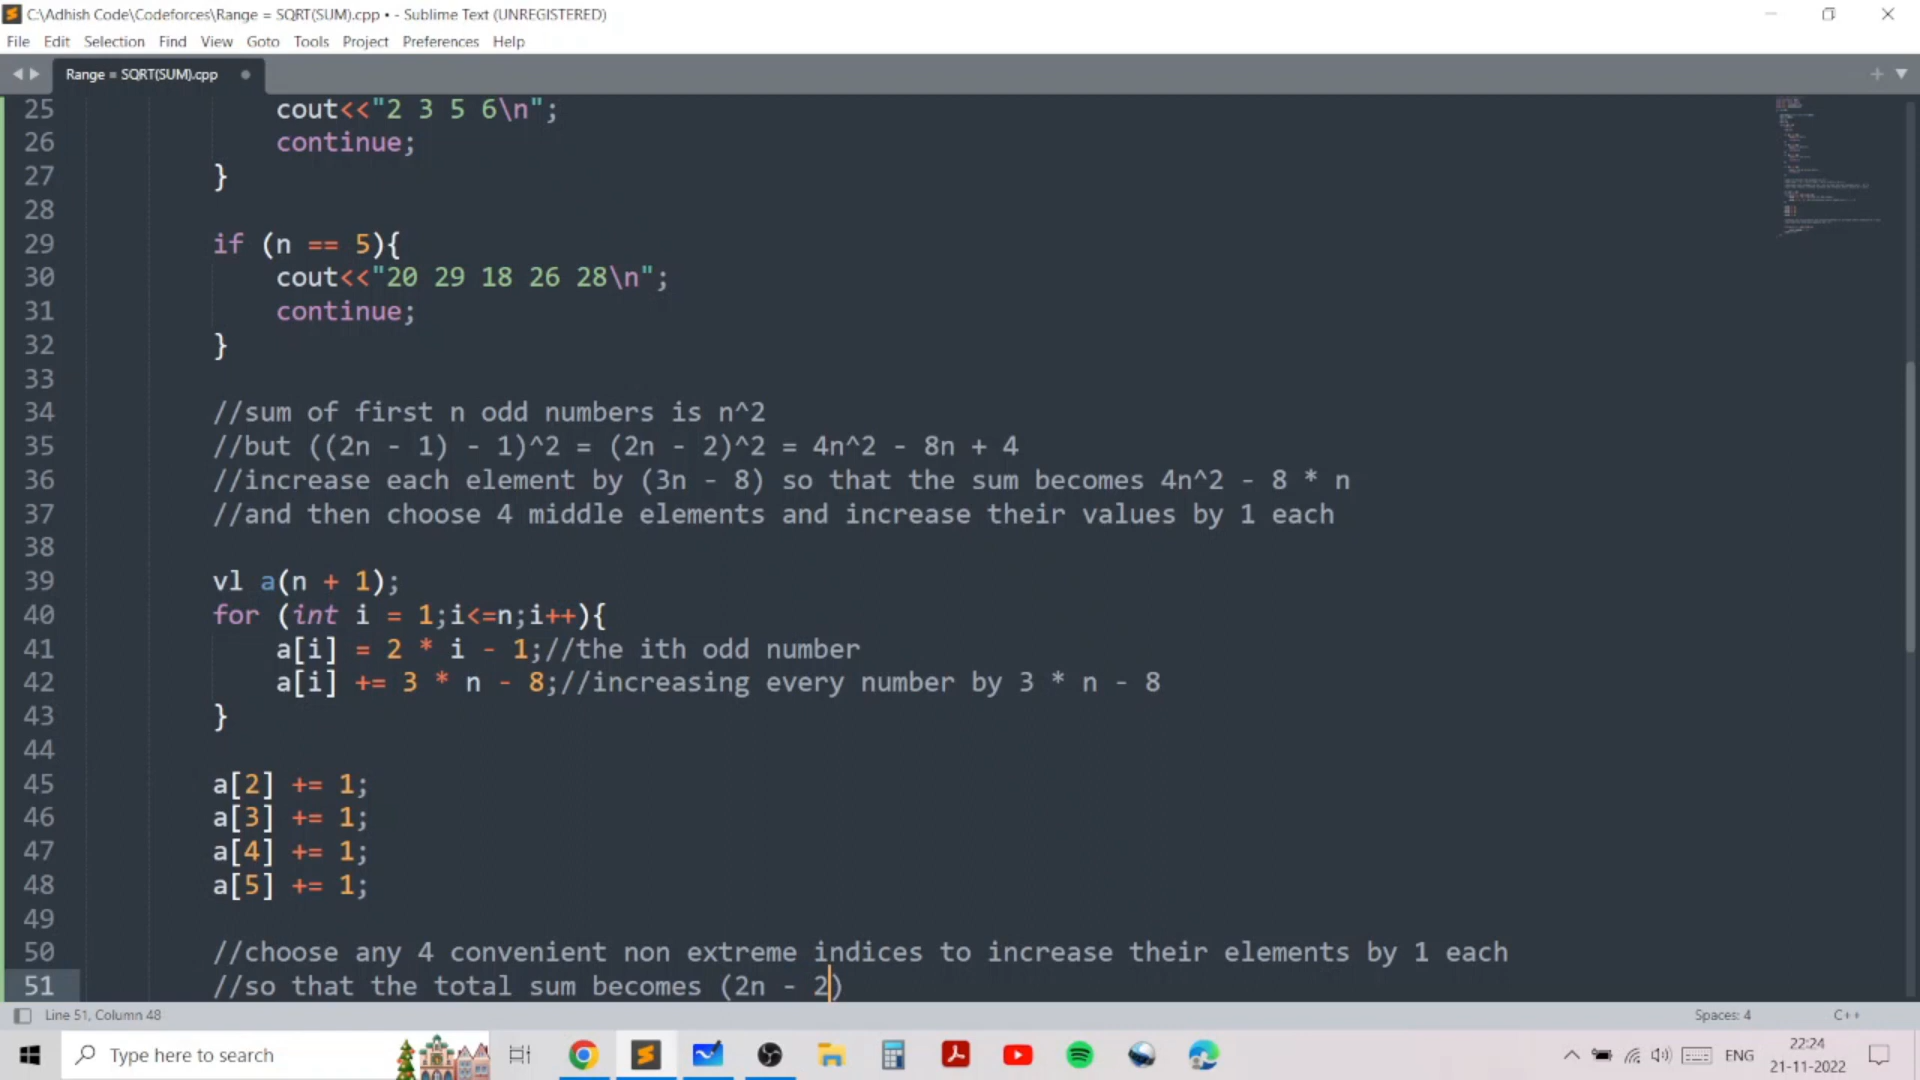 C:\Adhish Code\Codeforces\Range = SQRT(SUM).cpp • - Sublime Text (UNREGISTERED)
File Edit Selection Find View Goto Tools Project Preferences Help
Range = SQRT(SUM).cpp
25 cout<<"2 3 5 6\n";
26 continue;
27 }
28
29 if (n == 5){
30 cout<<"20 29 18 26 28\n";
31 continue;
32 }
33
34 //sum of first n odd numbers is n^2
35 //but ((2n - 1) - 1)^2 = (2n - 2)^2 = 4n^2 - 8n + 4
36 //increase each element by (3n - 8) so that the sum becomes 4n^2 - 8 * n
37 //and then choose 4 middle elements and increase their values by 1 each
38
39 vl a(n + 1);
40 for (int i = 1;i<=n;i++){
41 a[i] = 2 * i - 1;//the ith odd number
42 a[i] += 3 * n - 8;//increasing every number by 3 * n - 8
43 }
44
45 a[2] += 1;
46 a[3] += 1;
47 a[4] += 1;
48 a[5] += 1;
49
50 //choose any 4 convenient non extreme indices to increase their elements by 1 each
51 //so that the total sum becomes (2n - 2)
Line 51, Column 48 Spaces: 4 C++
Type here to search ENG 22:24
21-11-2022